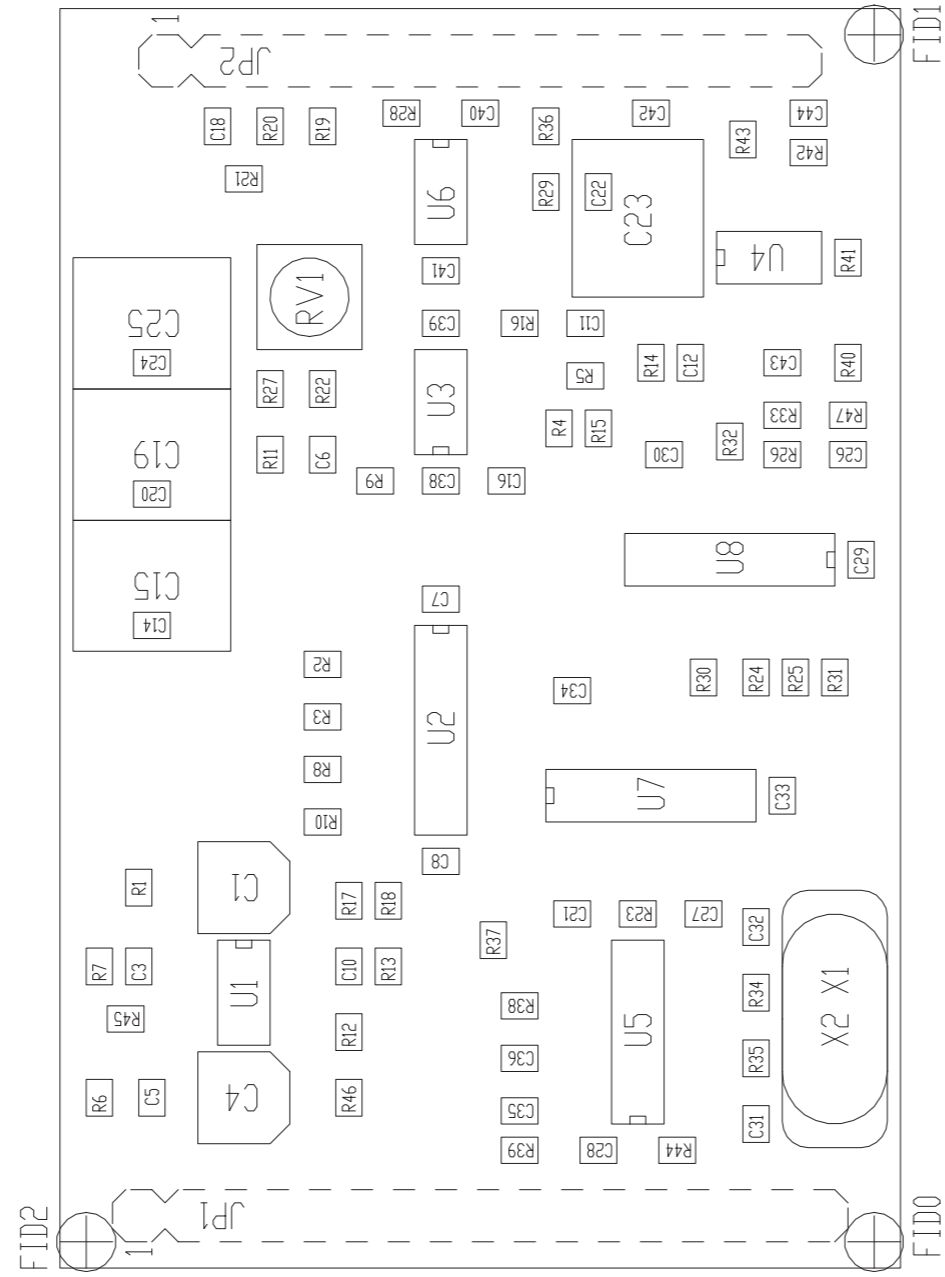 1
JP2
FID1
C18
R20
R19
R28
C40
R36
C42
R43
C44
R42
R21
U6
R29
C22
C23
U4
R41
C41
RV1
C25
C24
C39
R16
C11
R5
R14
C12
C43
R40
R27
R22
U3
R4
R15
C30
R32
R33
R47
R26
C26
R11
C6
C19
C20
R9
C38
C16
U8
C29
C15
C14
C7
R2
R3
U2
C34
R30
R24
R25
R31
R8
R10
U7
C33
C8
R1
C1
R17
R18
C21
R23
C27
C32
R37
R7
C3
C10
R13
U1
R45
R12
R38
C36
U5
R34
R35
X2 X1
R6
C5
C4
R46
C35
C31
R39
C28
R44
FID2
1
JP1
FID0